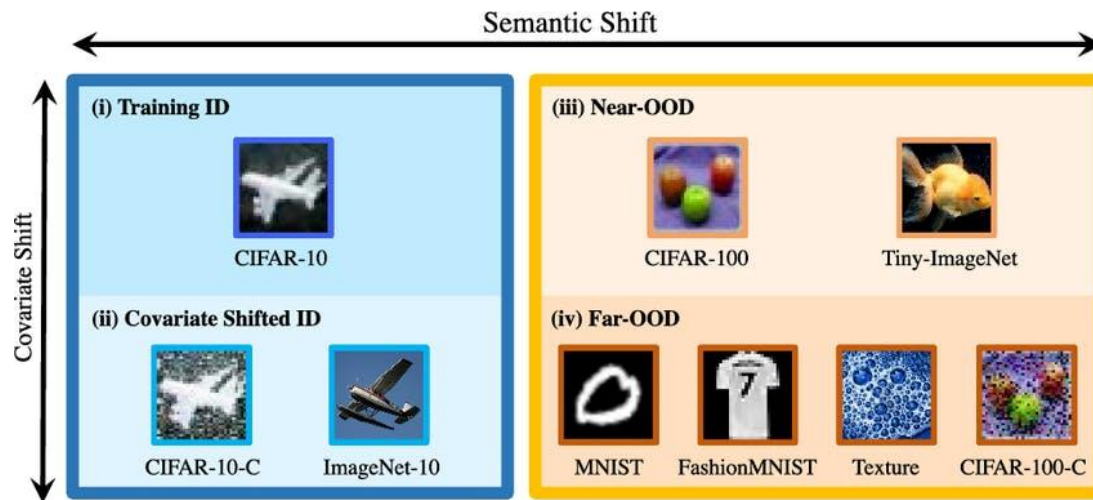 Semantic Shift
Covariate Shift
(i) Training ID
CIFAR-10
(ii) Covariate Shifted ID
CIFAR-10-C
ImageNet-10
(iii) Near-OOD
CIFAR-100
Tiny-ImageNet
(iv) Far-OOD
7
MNIST
FashionMNIST
Texture
CIFAR-100-C